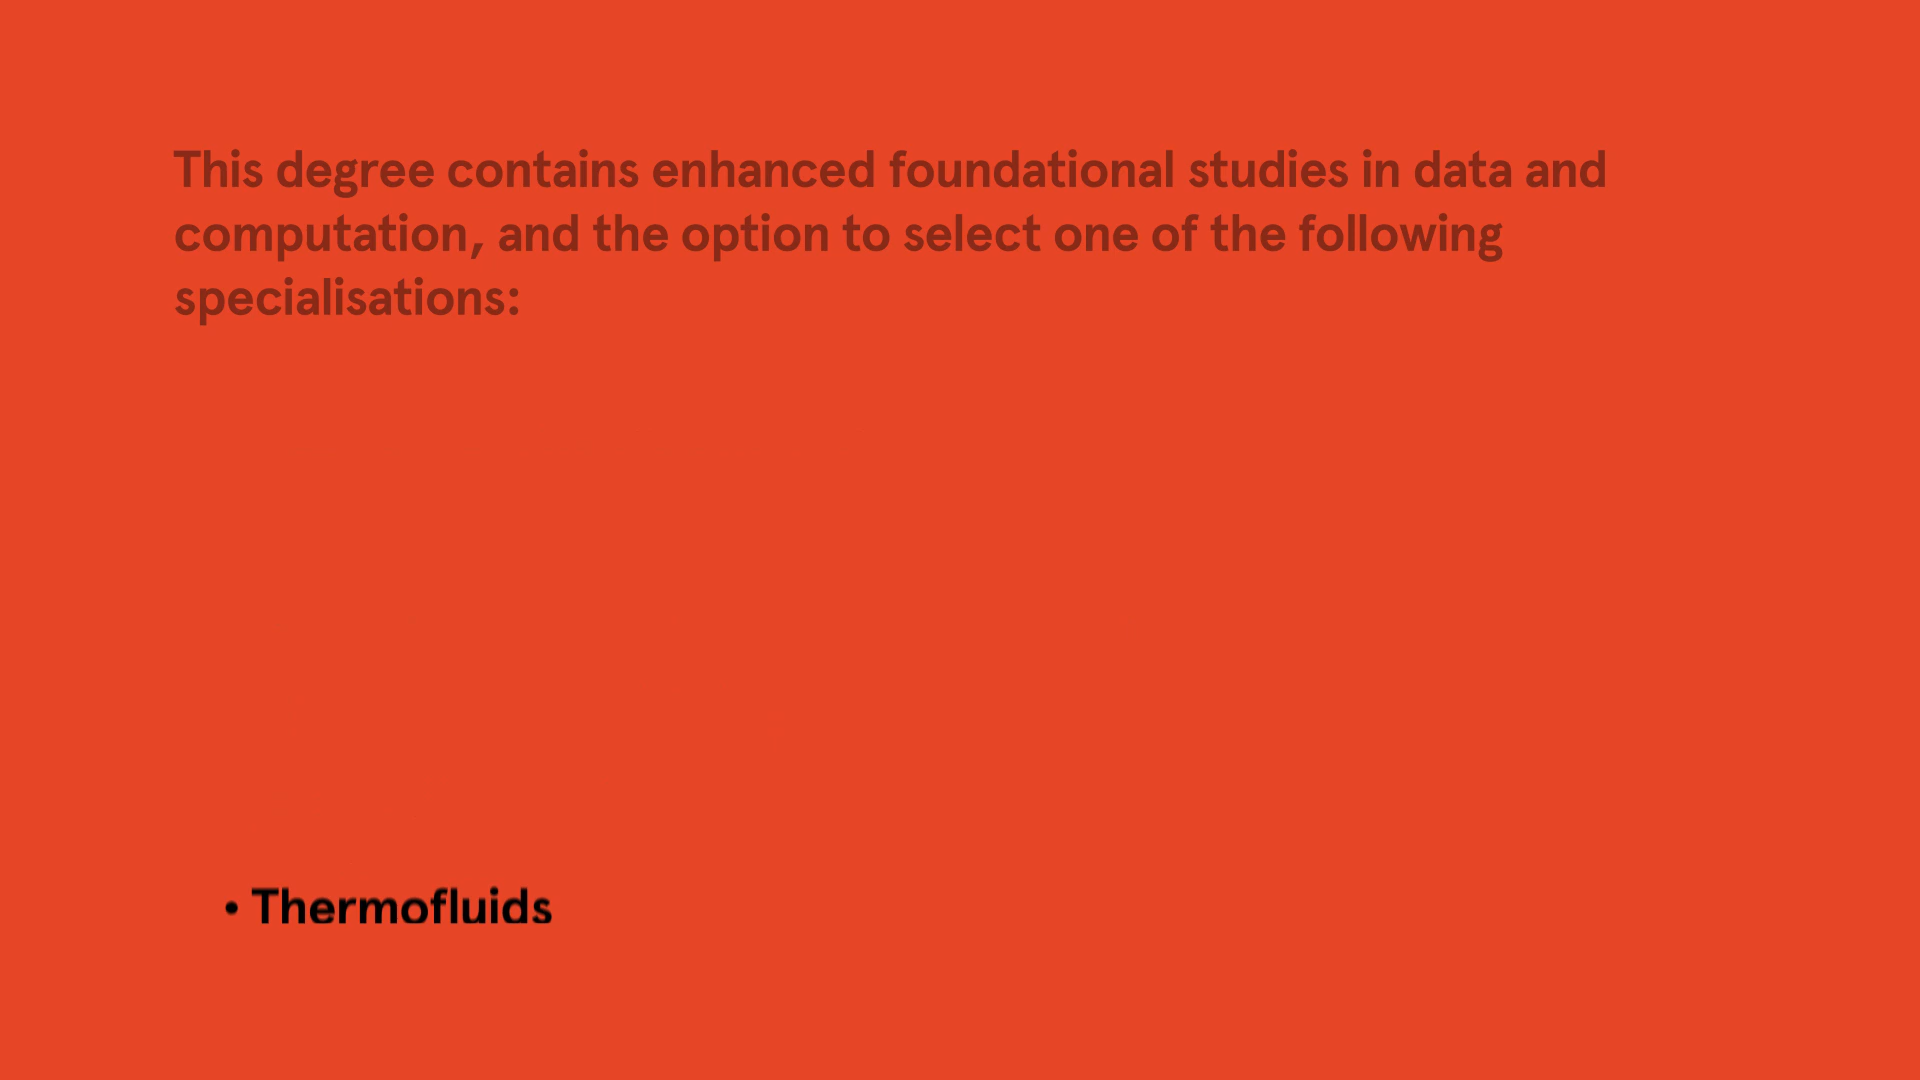 This degree contains enhanced foundational studies in data and
computation, and the option to select one of the following
specialisations:
• Thermofluids